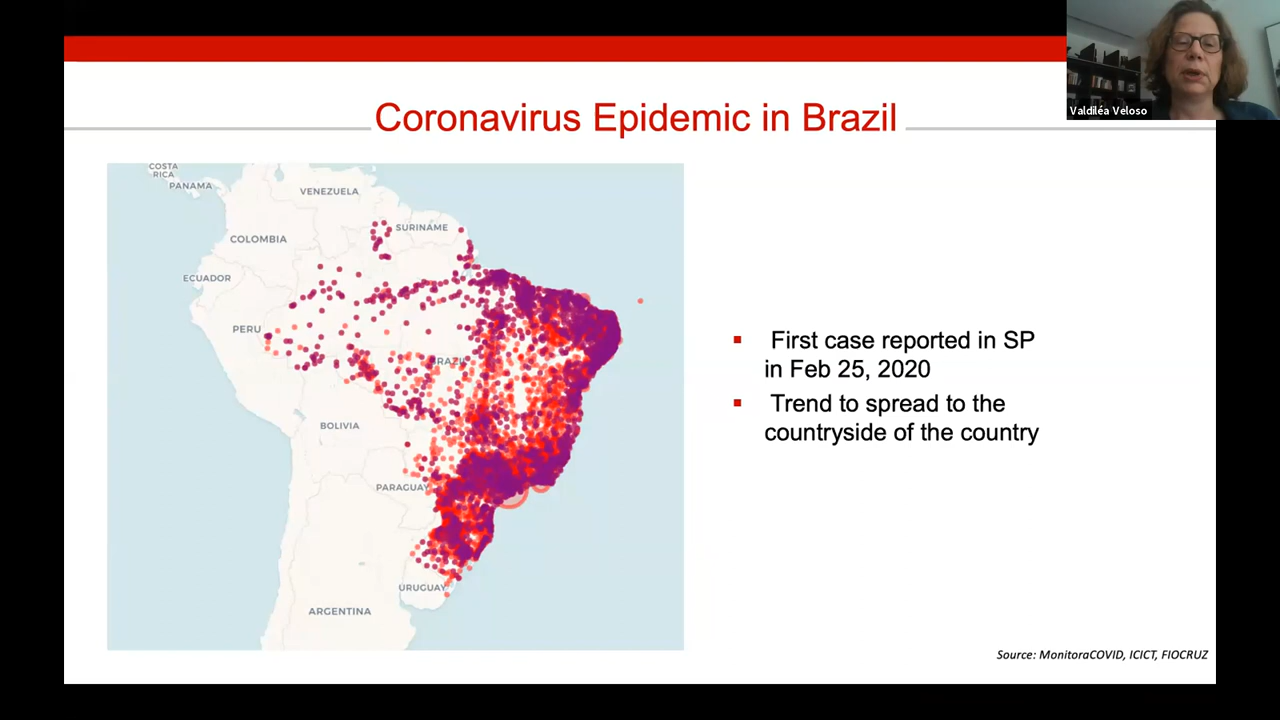 Valdiléa Veloso
Coronavirus Epidemic in Brazil
COSTA
RICA
PANAMA
VENEZUELA
SURINAME
COLOMBIA
ECUADOR
PERU
BRAZIL
BOLIVIA
PARAGUAY
URUGUAY
ARGENTINA
▪ First case reported in SP
in Feb 25, 2020
▪ Trend to spread to the
countryside of the country
Source: MonitoraCOVID, ICICT, FIOCRUZ